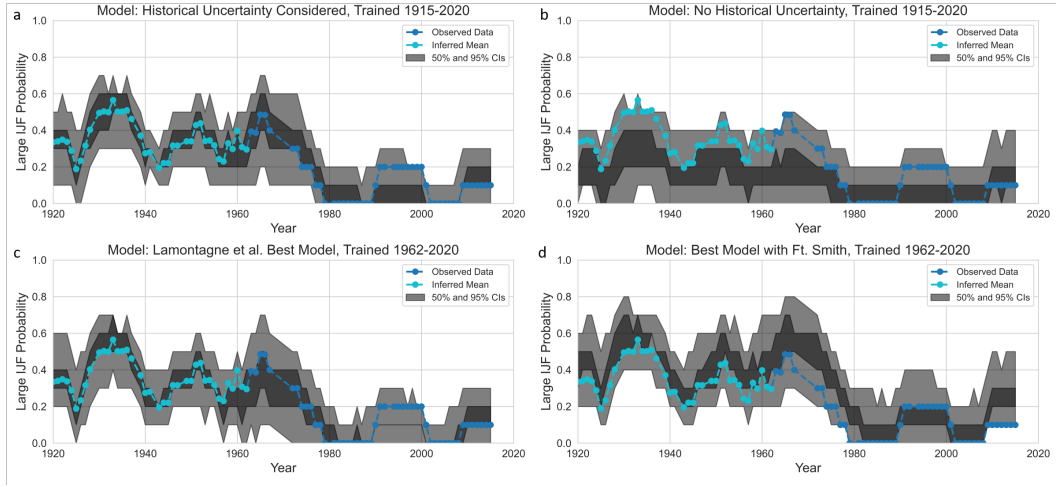 a
Model: Historical Uncertainty Considered, Trained 1915-2020
Large IJF Probability
1.0
0.8
0.6
0.4
0.2
0.0
Observed Data
Inferred Mean
50% and 95% CIs
1920 1940 1960 1980 2000 2020
Year
b
Model: No Historical Uncertainty, Trained 1915-2020
Large IJF Probability
1.0
0.8
0.6
0.4
0.2
0.0
Observed Data
Inferred Mean
50% and 95% CIs
1920 1940 1960 1980 2000 2020
Year
c
Model: Lamontagne et al. Best Model, Trained 1962-2020
Large IJF Probability
1.0
0.8
0.6
0.4
0.2
0.0
Observed Data
Inferred Mean
50% and 95% CIs
1920 1940 1960 1980 2000 2020
Year
d
Model: Best Model with Ft. Smith, Trained 1962-2020
Large IJF Probability
1.0
0.8
0.6
0.4
0.2
0.0
Observed Data
Inferred Mean
50% and 95% CIs
1920 1940 1960 1980 2000 2020
Year